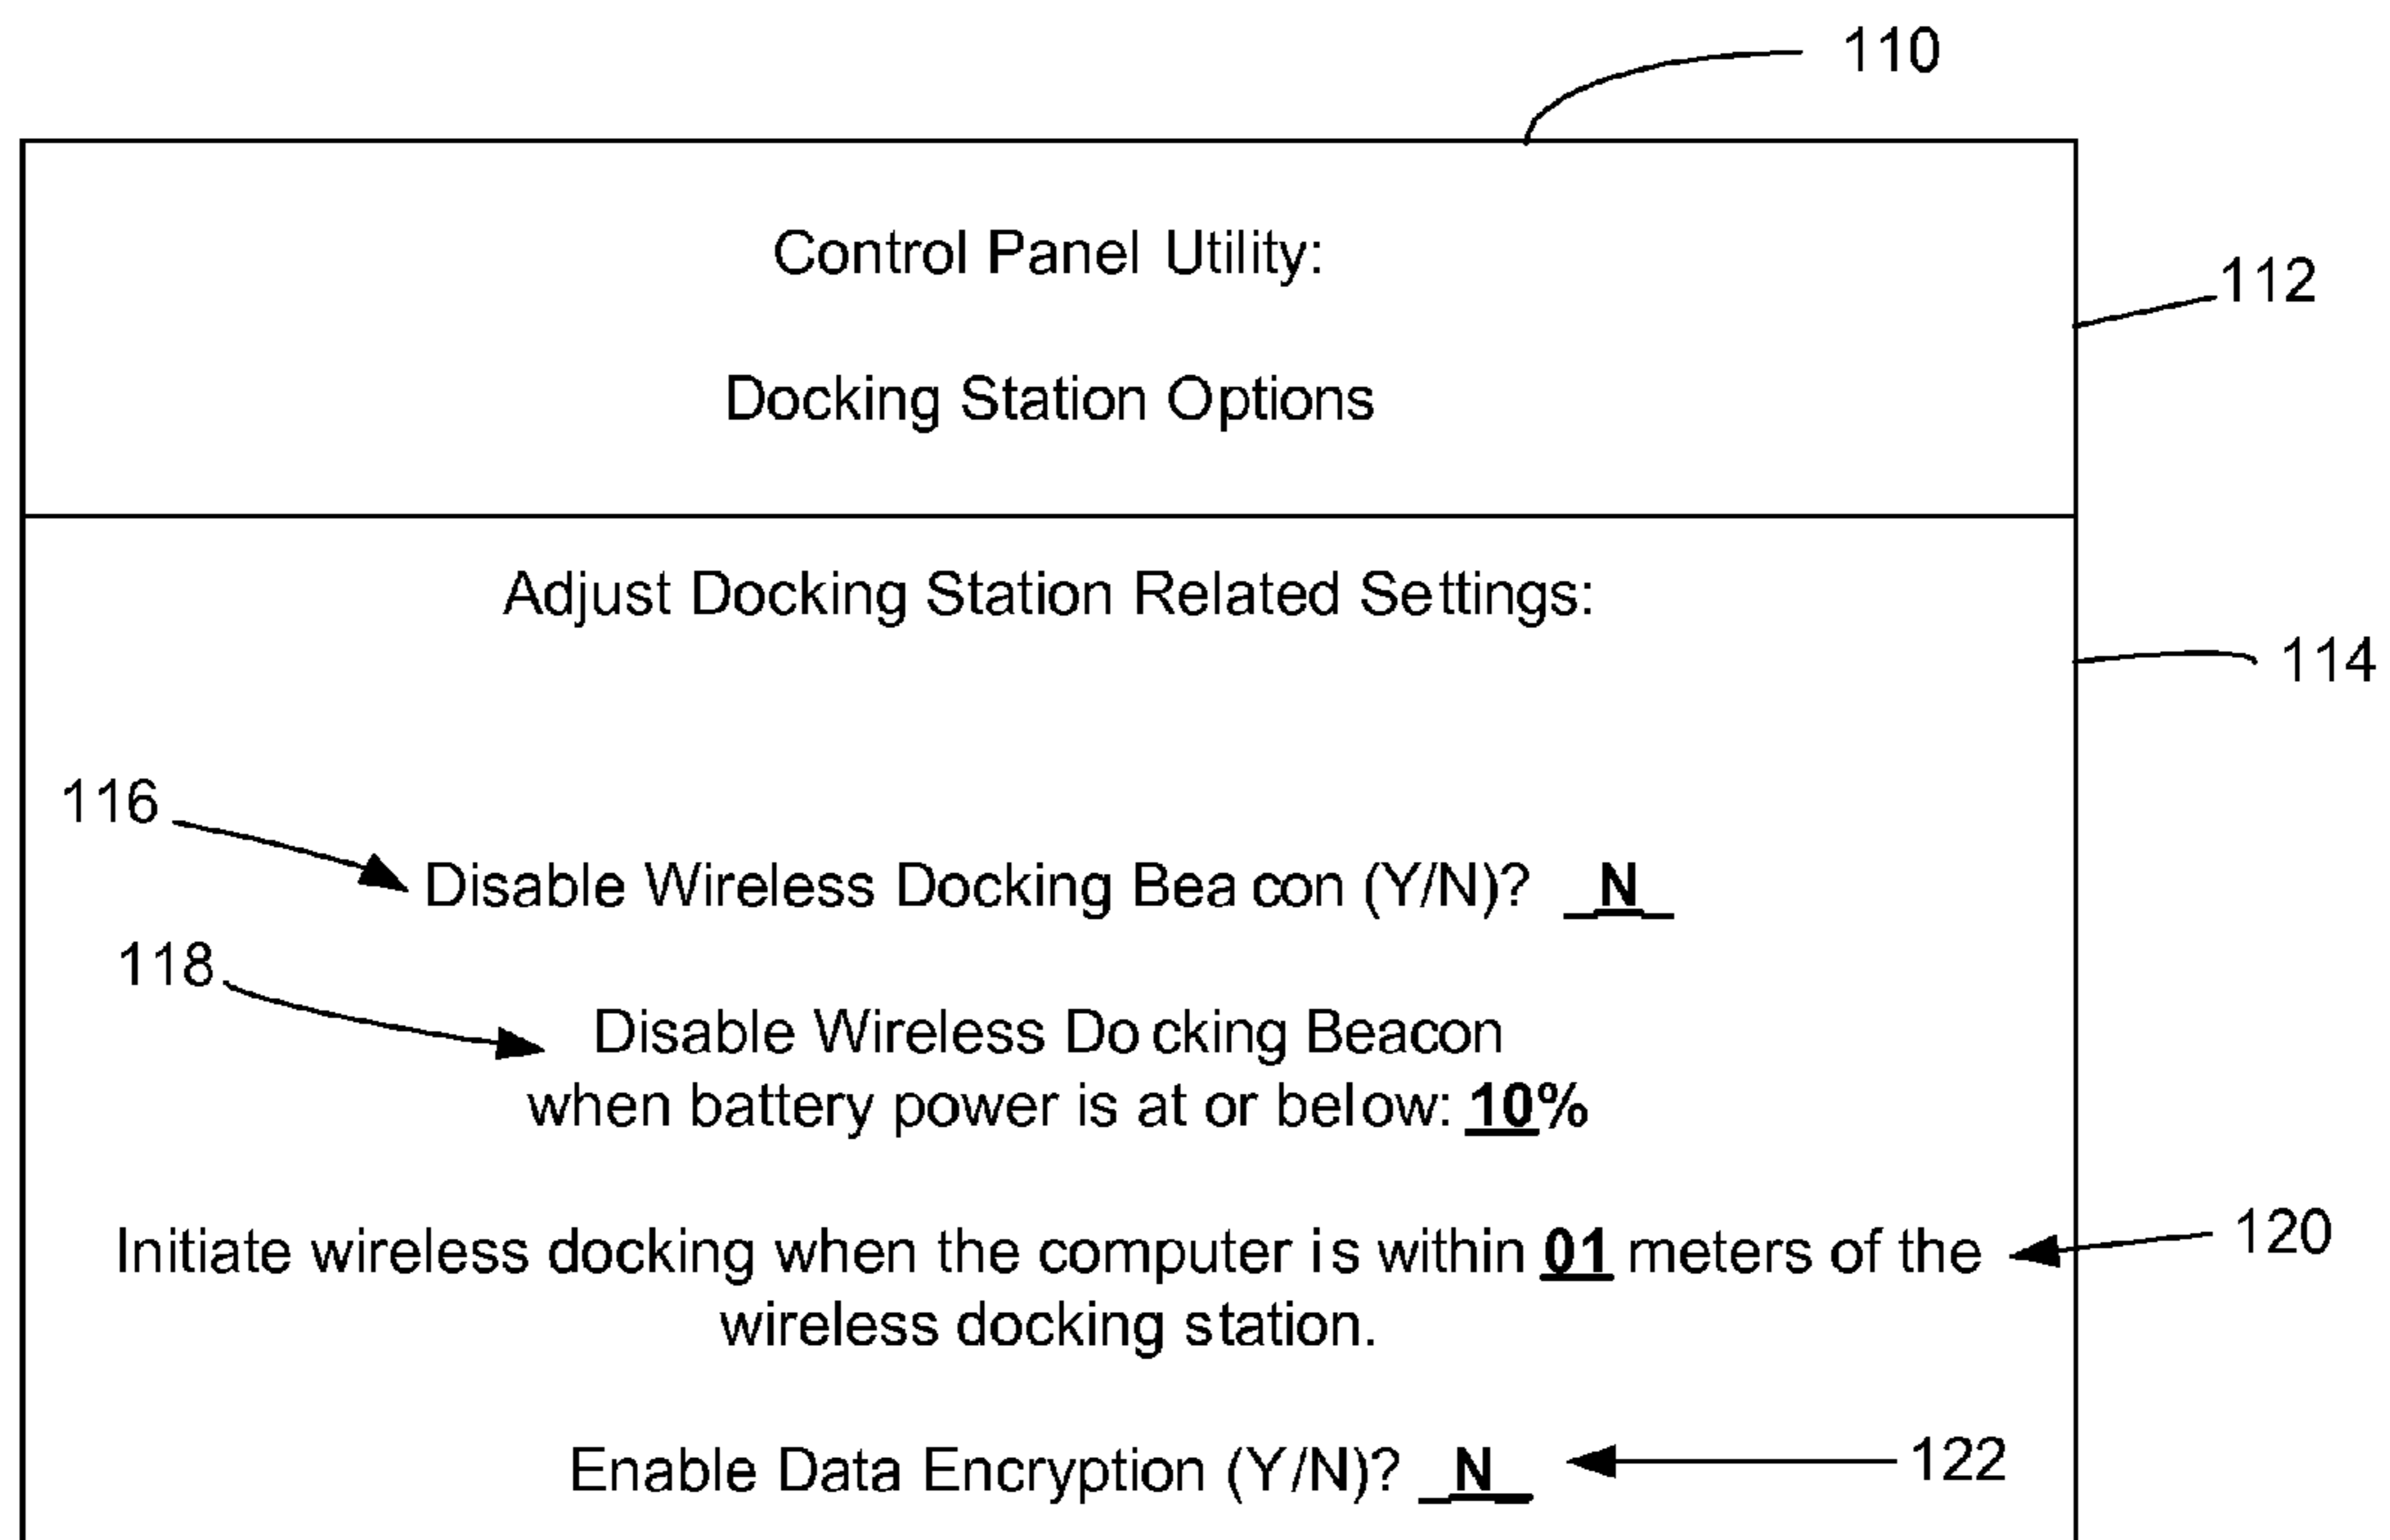 110
Control Panel Utility:
112
Docking Station Options
Adjust Docking Station Related Settings:
114
116
Disable Wireless Docking Beacon (Y/N)? N
118
Disable Wireless Docking Beacon
when battery power is at or below: 10%
Initiate wireless docking when the computer is within 01 meters of the
120
wireless docking station.
Enable Data Encryption (Y/N)? N
122